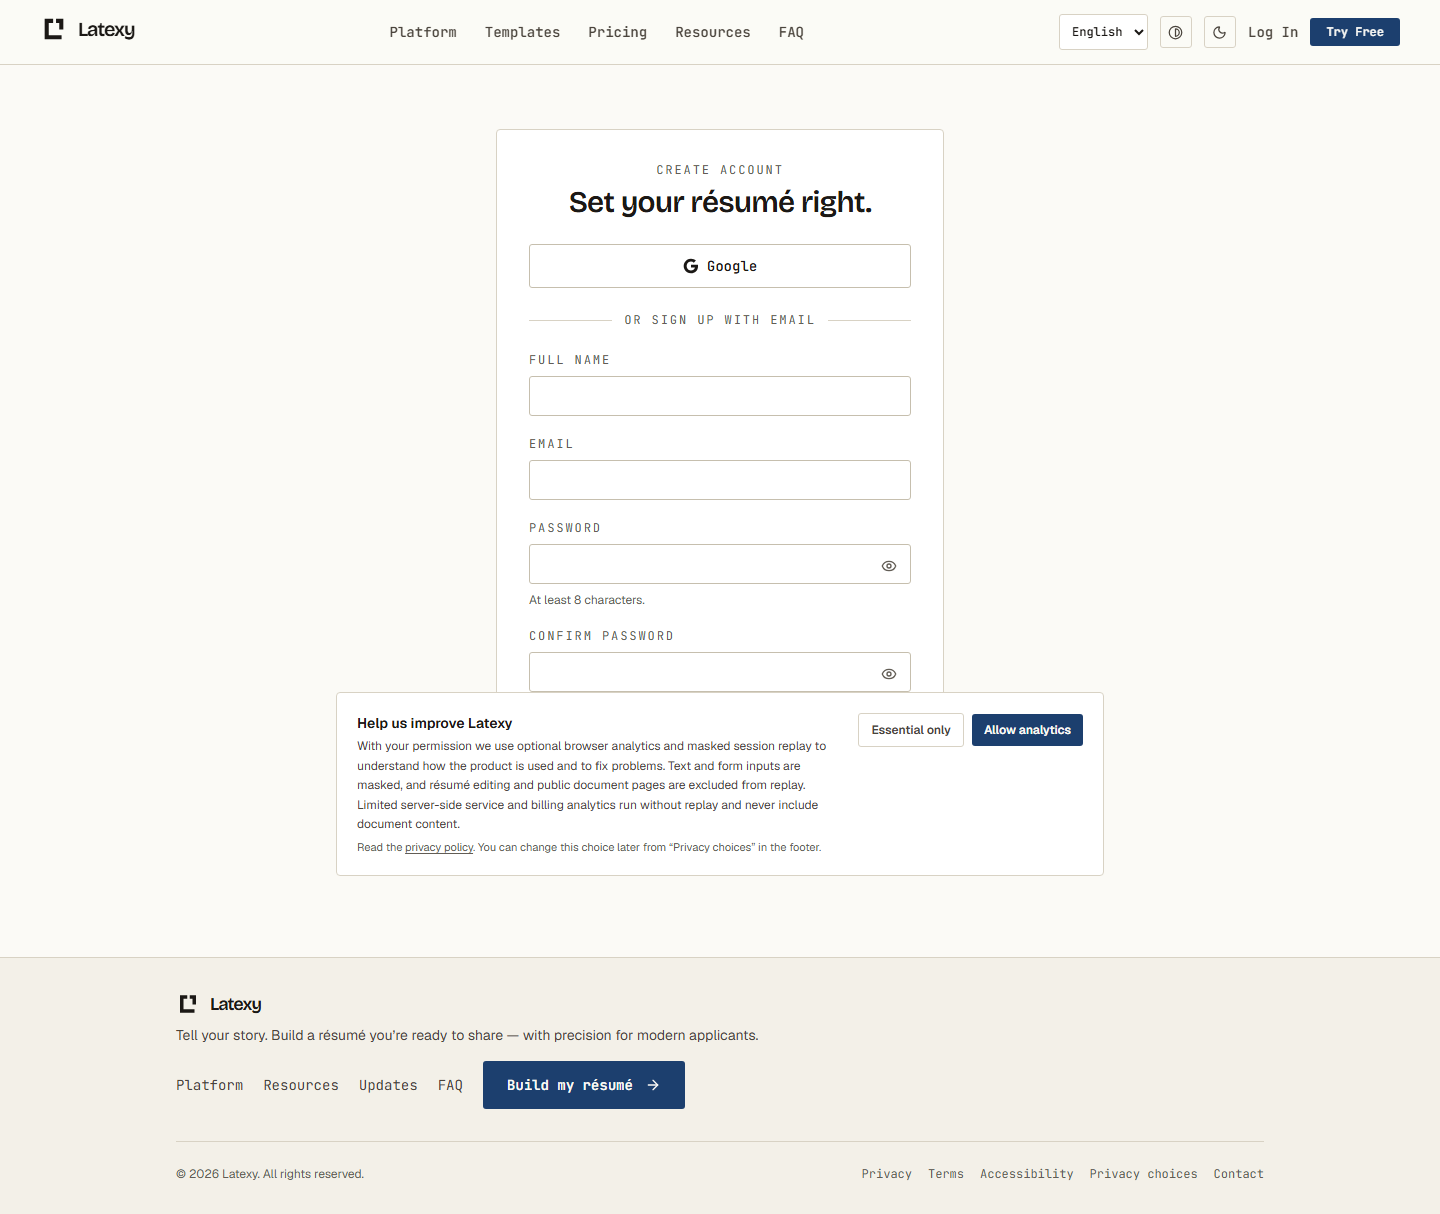 Latexy
Platform Templates Pricing Resources FAQ
English Log In Try Free
CREATE ACCOUNT
Set your résumé right.
Google
OR SIGN UP WITH EMAIL
FULL NAME
EMAIL
PASSWORD
At least 8 characters.
CONFIRM PASSWORD
Help us improve Latexy
With your permission we use optional browser analytics and masked session replay to
understand how the product is used and to fix problems. Text and form inputs are
masked, and résumé editing and public document pages are excluded from replay.
Limited server-side service and billing analytics run without replay and never include
document content.
Read the privacy policy. You can change this choice later from “Privacy choices” in the footer.
Essential only Allow analytics
Latexy
Tell your story. Build a résumé you’re ready to share — with precision for modern applicants.
Platform Resources Updates FAQ Build my résumé →
© 2026 Latexy. All rights reserved.
Privacy Terms Accessibility Privacy choices Contact